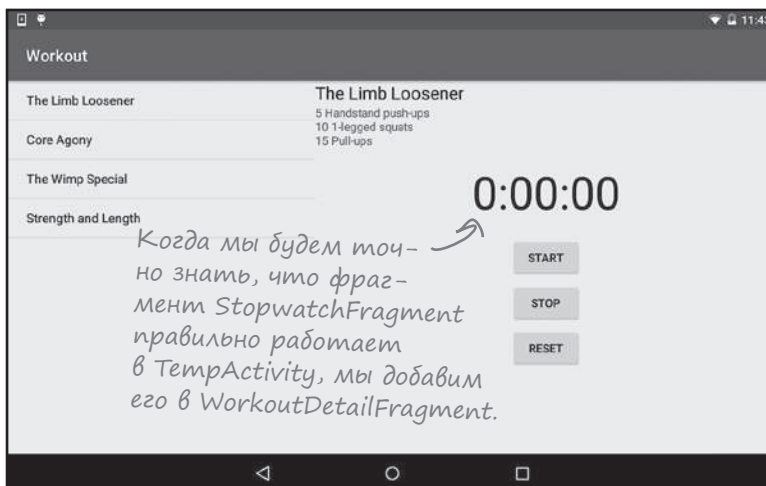 11:43
Workout
The Limb Loosener
Core Agony
The Wimp Special
Strength and Length
The Limb Loosener
5 Handstand push-ups
10 1-legged squats
15 Pull-ups
0:00:00
START
STOP
RESET
Когда мы будем точ-
но знать, что фраг-
мент StopwatchFragment
правильно работает
в TempActivity, мы добавим
его в WorkoutDetailFragment.